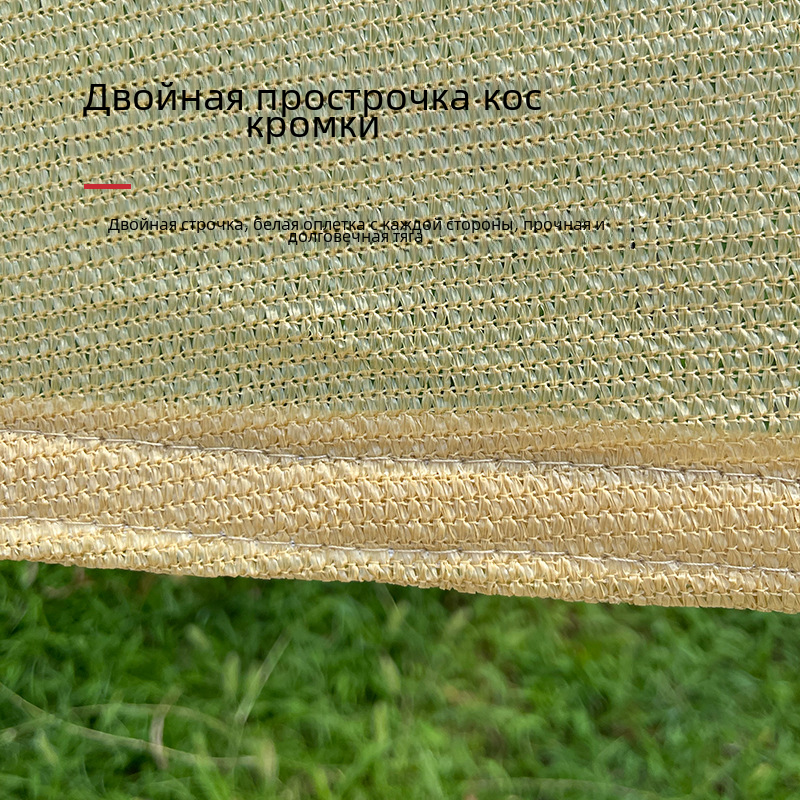 Двойная прострочка кос
кромки
Двойная строчка, белая оплетка с каждой стороны, прочная и
долговечная тяга